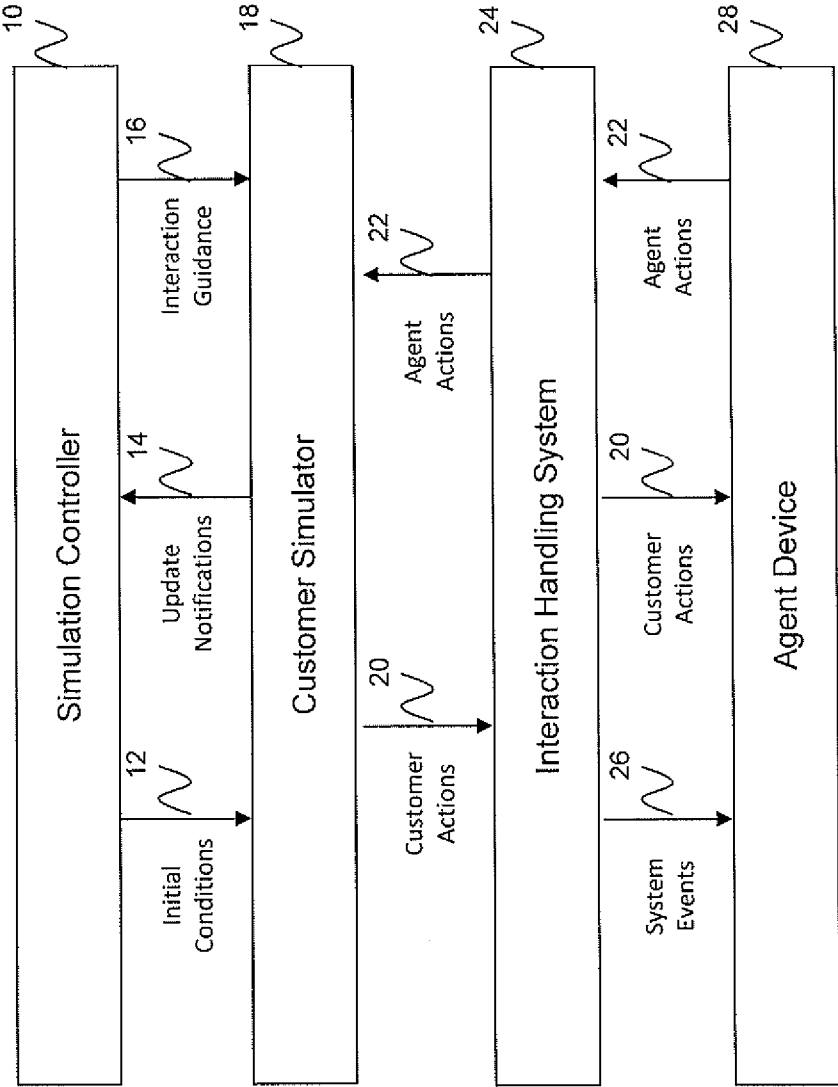 Simulation Controller
10
Initial
Conditions
12
Update
Notifications
14
Interaction
Guidance
16
Customer Simulator
18
Customer
Actions
20
Agent
Actions
22
Interaction Handling System
24
System
Events
26
Customer
Actions
20
Agent
Actions
22
Agent Device
28